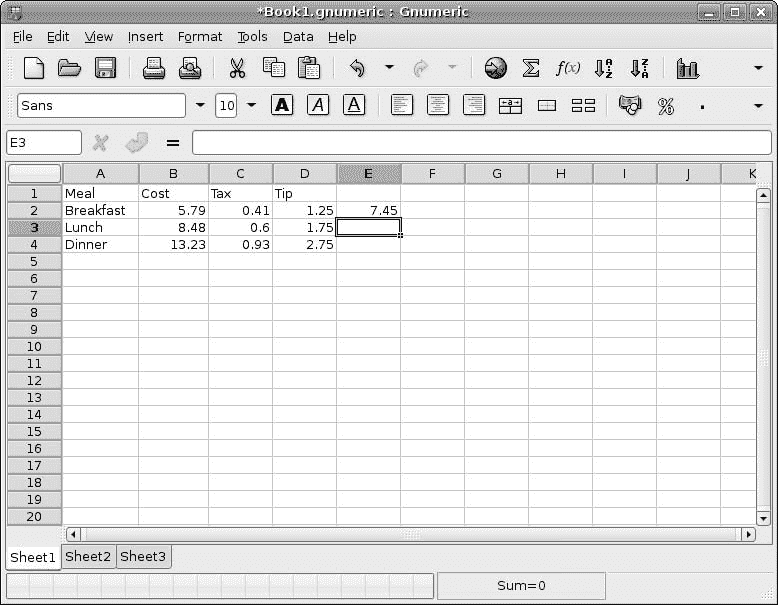 *Book1.gnumeric : Gnumeric
File Edit View Insert Format Tools Data Help
f(x) A Z Z A
Sans 10 A A A %
E3 =
A B C D E F G H I J K
1 Meal Cost Tax Tip
2 Breakfast 5.79 0.41 1.25 7.45
3 Lunch 8.48 0.6 1.75
4 Dinner 13.23 0.93 2.75
5
6
7
8
9
10
11
12
13
14
15
16
17
18
19
20
Sheet1 Sheet2 Sheet3
Sum=0